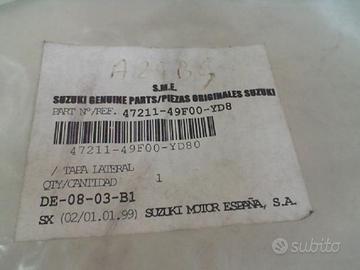 S.M.E.
SUZUKI GENUINE PARTS/PIEZAS ORIGINALES SUZUKI
PART Nº/REF. 47211-49F00-YD8
47211-49F00-YD80
/ TAPA LATERAL
QTY/CANTIDAD 1
DE-08-03-B1
SX (02/01.01.99) SUZUKI MOTOR ESPAÑA, S.A.
subito